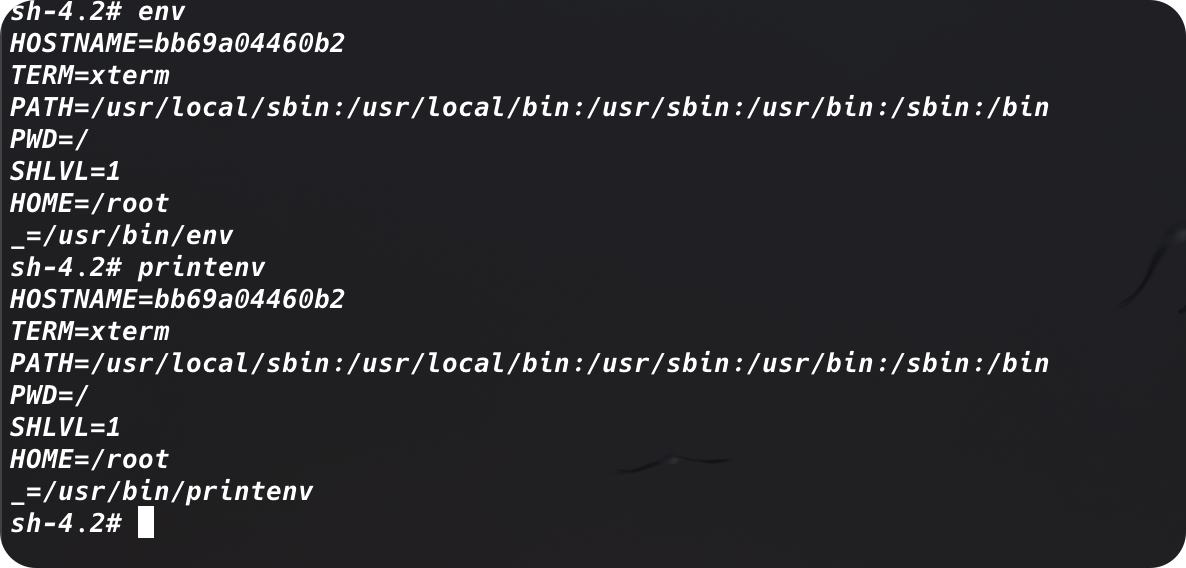 sh-4.2# env
HOSTNAME=bb69a04460b2
TERM=xterm
PATH=/usr/local/sbin:/usr/local/bin:/usr/sbin:/usr/bin:/sbin:/bin
PWD=/
SHLVL=1
HOME=/root
_=/usr/bin/env
sh-4.2# printenv
HOSTNAME=bb69a04460b2
TERM=xterm
PATH=/usr/local/sbin:/usr/local/bin:/usr/sbin:/usr/bin:/sbin:/bin
PWD=/
SHLVL=1
HOME=/root
_=/usr/bin/printenv
sh-4.2#